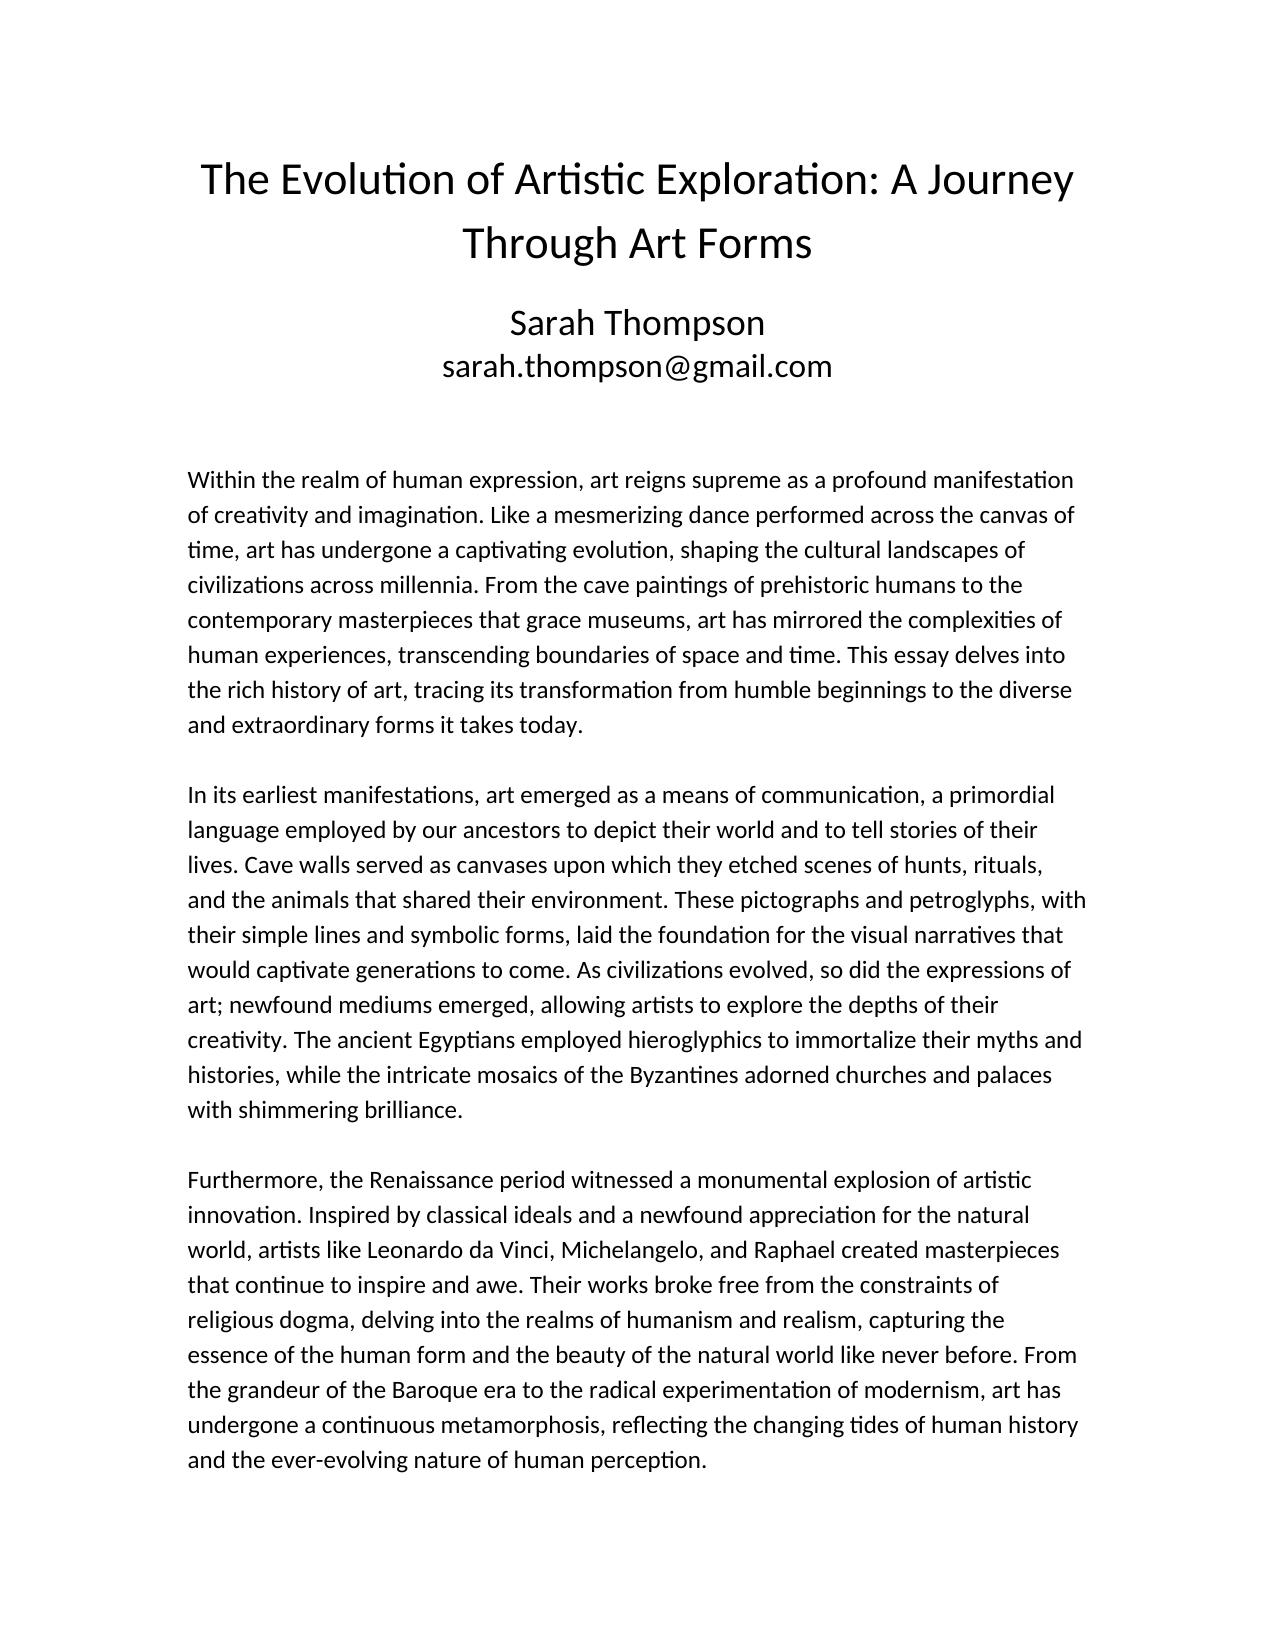 The Evolution of Artistic Exploration: A Journey
Through Art Forms
Sarah Thompson
sarah.thompson@gmail.com
Within the realm of human expression, art reigns supreme as a profound manifestation
of creativity and imagination. Like a mesmerizing dance performed across the canvas of
time, art has undergone a captivating evolution, shaping the cultural landscapes of
civilizations across millennia. From the cave paintings of prehistoric humans to the
contemporary masterpieces that grace museums, art has mirrored the complexities of
human experiences, transcending boundaries of space and time. This essay delves into
the rich history of art, tracing its transformation from humble beginnings to the diverse
and extraordinary forms it takes today.
In its earliest manifestations, art emerged as a means of communication, a primordial
language employed by our ancestors to depict their world and to tell stories of their
lives. Cave walls served as canvases upon which they etched scenes of hunts, rituals,
and the animals that shared their environment. These pictographs and petroglyphs, with
their simple lines and symbolic forms, laid the foundation for the visual narratives that
would captivate generations to come. As civilizations evolved, so did the expressions of
art; newfound mediums emerged, allowing artists to explore the depths of their
creativity. The ancient Egyptians employed hieroglyphics to immortalize their myths and
histories, while the intricate mosaics of the Byzantines adorned churches and palaces
with shimmering brilliance.
Furthermore, the Renaissance period witnessed a monumental explosion of artistic
innovation. Inspired by classical ideals and a newfound appreciation for the natural
world, artists like Leonardo da Vinci, Michelangelo, and Raphael created masterpieces
that continue to inspire and awe. Their works broke free from the constraints of
religious dogma, delving into the realms of humanism and realism, capturing the
essence of the human form and the beauty of the natural world like never before. From
the grandeur of the Baroque era to the radical experimentation of modernism, art has
undergone a continuous metamorphosis, reflecting the changing tides of human history
and the ever-evolving nature of human perception.